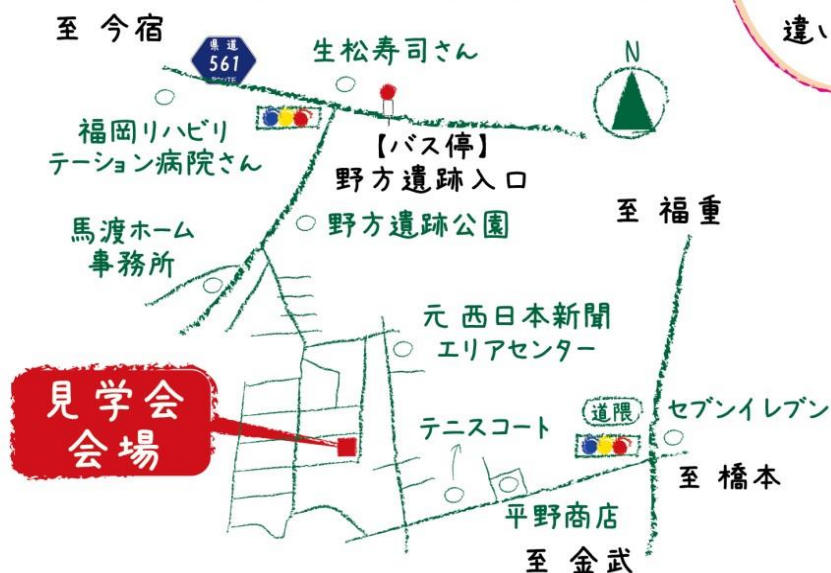 至 今宿
県道
561
ROUTE
生松寿司さん
違い
N
福岡リハビリ
テーション病院さん
【バス停】
野方遺跡入口
至 福重
馬渡ホーム
事務所
野方遺跡公園
元 西日本新聞
エリアセンター
見学会
会場
テニスコート
道隈
セブンイレブン
至 橋本
平野商店
至 金武